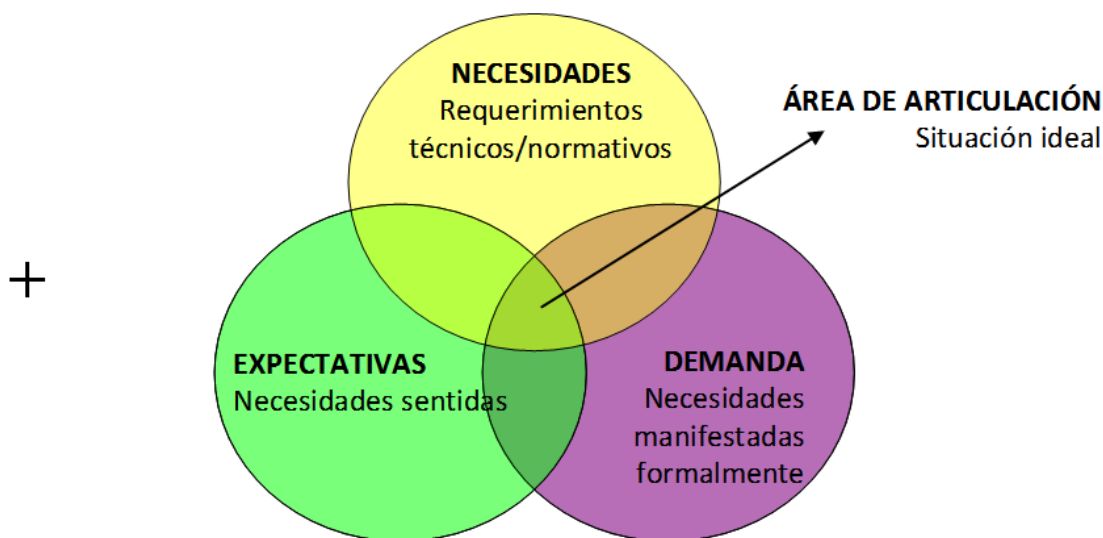 NECESIDADES
Requerimientos
técnicos/normativos
ÁREA DE ARTICULACIÓN
Situación ideal
+
EXPECTATIVAS
Necesidades sentidas
DEMANDA
Necesidades
manifestadas
formalmente